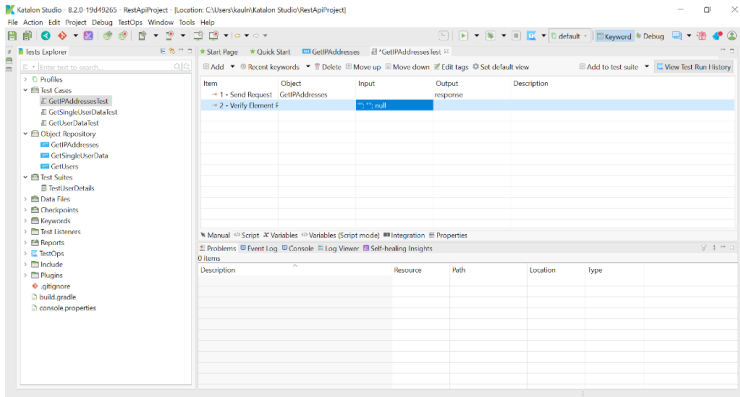 Katalon Studio - 8.2.0-19d49265 - RestApiProject - [Location: C:\Users\kauln\Katalon Studio\RestApiProject]
File Action Edit Project Debug TestOps Window Tools Help
default
Keyword
Debug
Tests Explorer
Start Page
Quick Start
GetIPAddresses
*GetIPAddressesTest
Enter text to search...
Add
Recent keywords
Delete
Move up
Move down
Edit tags
Set default view
Add to test suite
View Test Run History
Profiles
Test Cases
GetIPAddressesTest
GetSingleUserDataTest
GetUserDataTest
Object Repository
GetIPAddresses
GetSingleUserData
GetUsers
Test Suites
TestUserDetails
Data Files
Checkpoints
Keywords
Test Listeners
Reports
TestOps
Include
Plugins
.gitignore
build.gradle
console.properties
Item Object Input Output Description
1 - Send Request GetIPAddresses response
2 - Verify Element ""; ""; null
Manual Script Variables Variables (Script mode) Integration Properties
Problems Event Log Console Log Viewer Self-healing Insights
0 items
Description Resource Path Location Type